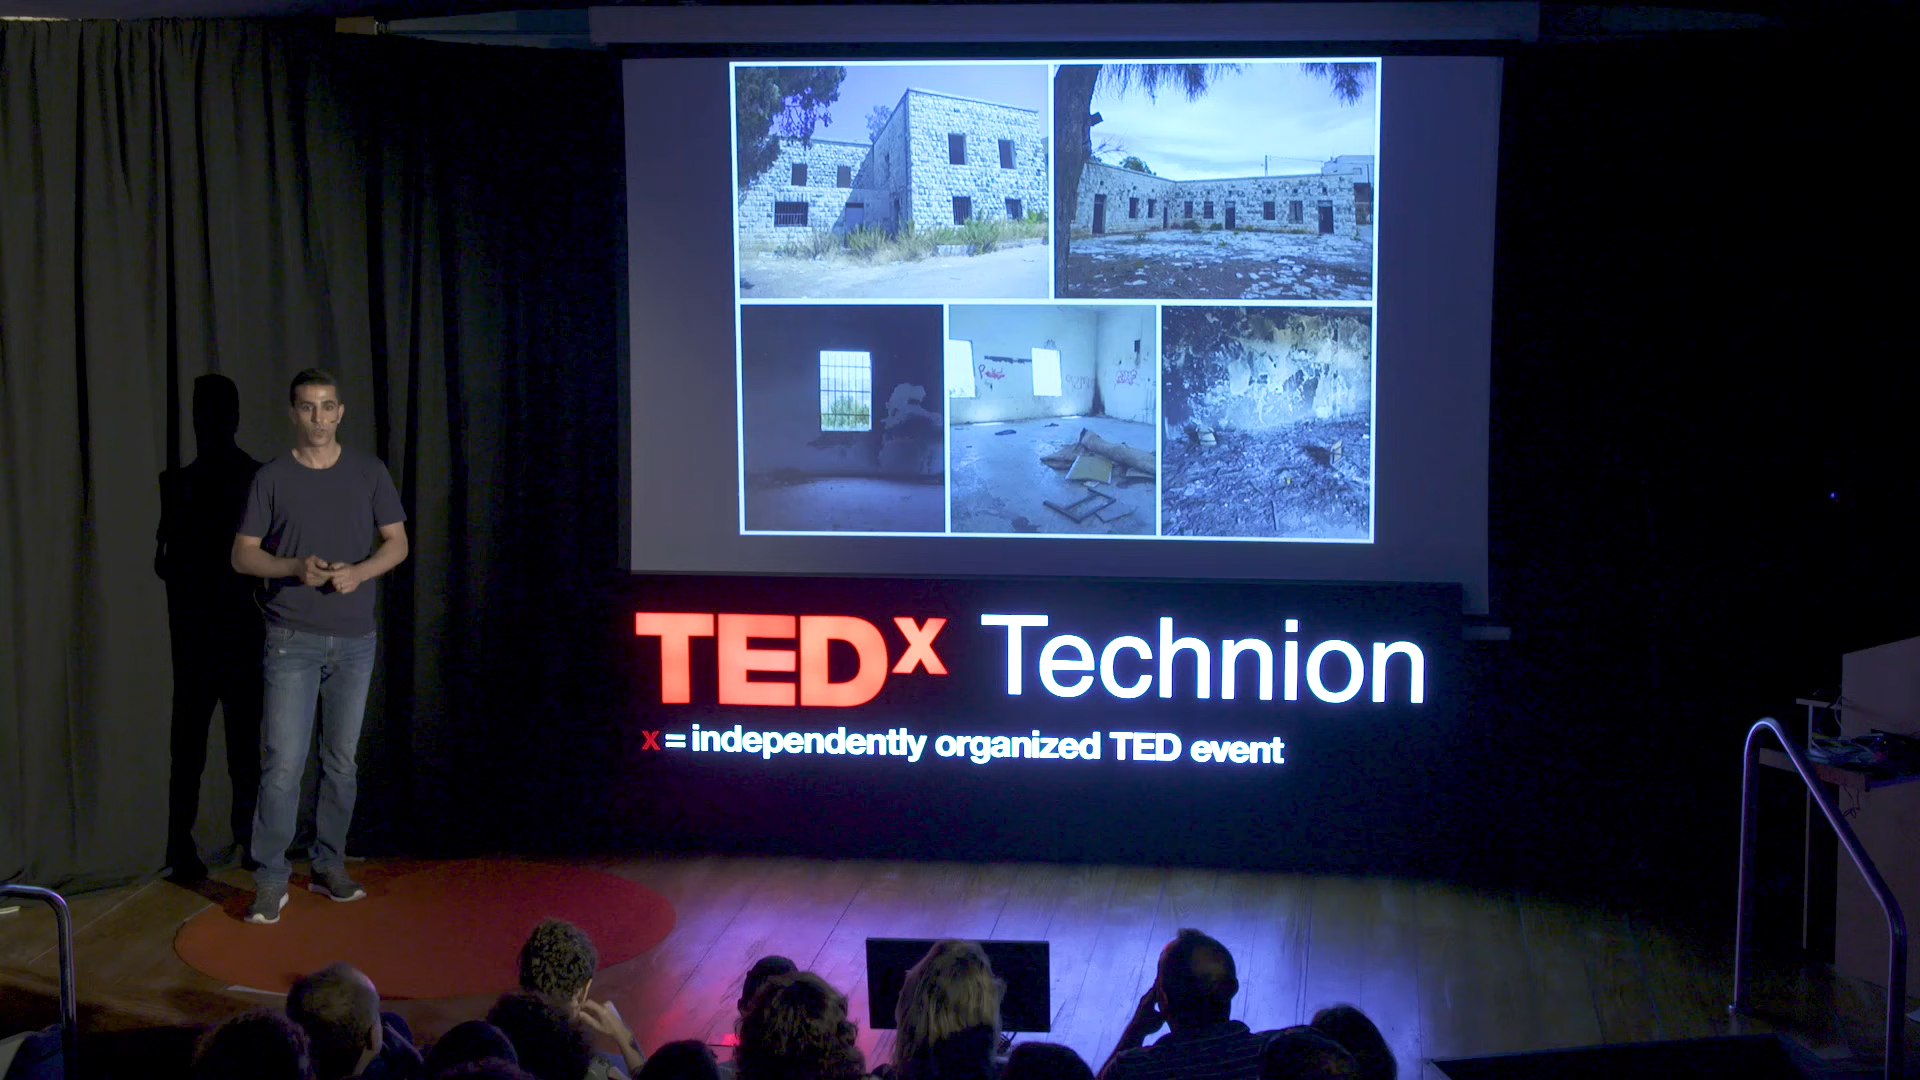 TEDx Technion
x = independently organized TED event